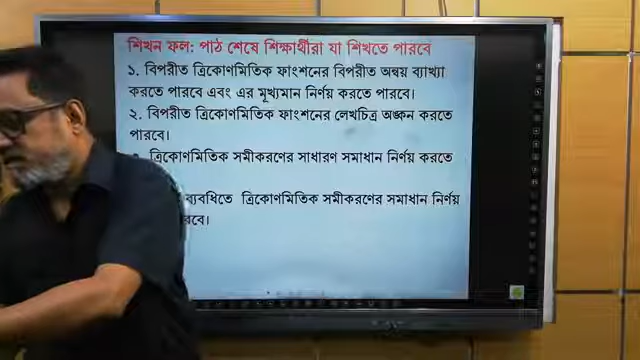 শিখন ফল: পাঠ শেষে শিক্ষার্থীরা যা শিখতে পারবে
১. বিপরীত ত্রিকোণমিতিক ফাংশনের বিপরীত অন্বয় ব্যাখ্যা
করতে পারবে এবং এর মূখ্যমান নির্ণয় করতে পারবে।
২. বিপরীত ত্রিকোণমিতিক ফাংশনের লেখচিত্র অঙ্কন করতে
পারবে।
ত্রিকোণমিতিক সমীকরণের সাধারণ সমাধান নির্ণয় করতে
ব্যবধিতে ত্রিকোণমিতিক সমীকরণের সমাধান নির্ণয়
রবে।